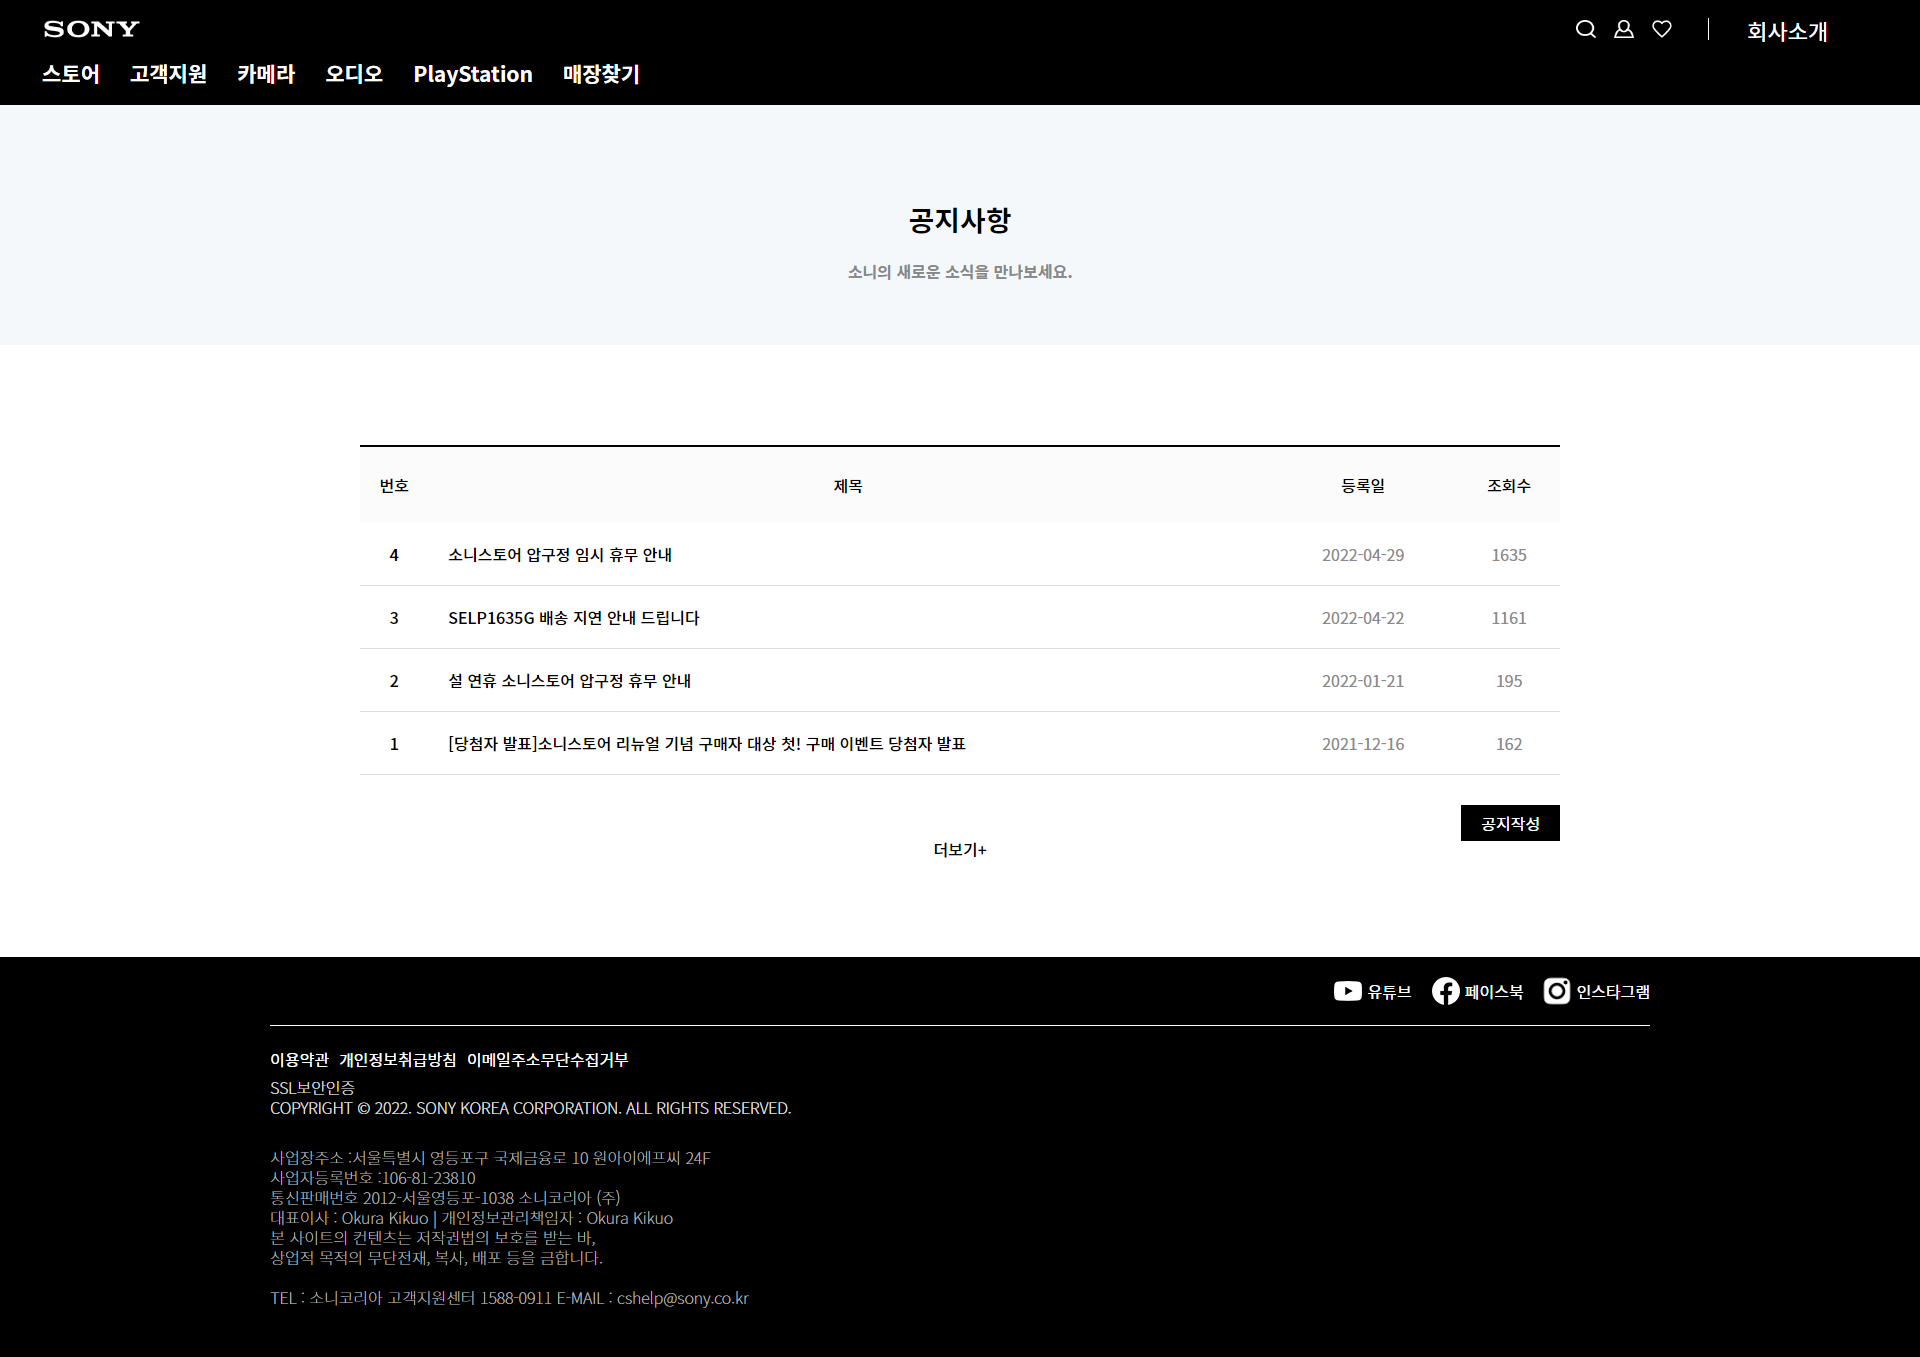 SONY
회사소개
스토어 고객지원 카메라 오디오 PlayStation 매장찾기
공지사항
소니의 새로운 소식을 만나보세요.
번호 제목 등록일 조회수
4 소니스토어 압구정 임시 휴무 안내 2022-04-29 1635
3 SELP1635G 배송 지연 안내 드립니다 2022-04-22 1161
2 설 연휴 소니스토어 압구정 휴무 안내 2022-01-21 195
1 [당첨자 발표]소니스토어 리뉴얼 기념 구매자 대상 첫! 구매 이벤트 당첨자 발표 2021-12-16 162
공지작성
더보기+
유튜브 페이스북 인스타그램
이용약관 개인정보취급방침 이메일주소무단수집거부
SSL보안인증
COPYRIGHT © 2022. SONY KOREA CORPORATION. ALL RIGHTS RESERVED.
사업장주소 :서울특별시 영등포구 국제금융로 10 원아이에프씨 24F
사업자등록번호 :106-81-23810
통신판매번호 2012-서울영등포-1038 소니코리아 (주)
대표이사 : Okura Kikuo | 개인정보관리책임자 : Okura Kikuo
본 사이트의 컨텐츠는 저작권법의 보호를 받는 바,
상업적 목적의 무단전재, 복사, 배포 등을 금합니다.
TEL : 소니코리아 고객지원센터 1588-0911 E-MAIL : cshelp@sony.co.kr